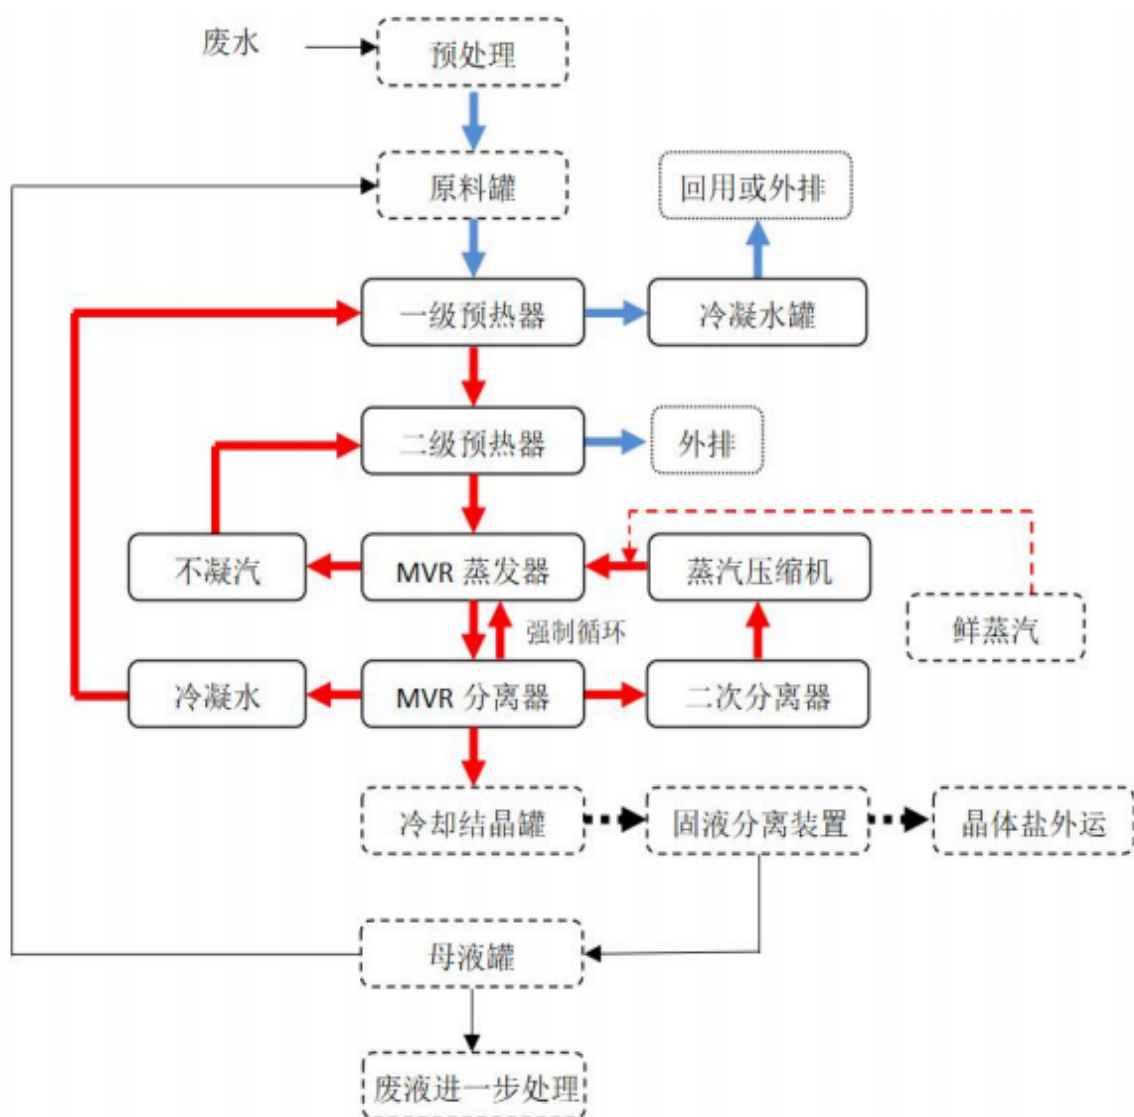 废水
预处理
原料罐
回用或外排
一级预热器
冷凝水罐
二级预热器
外排
不凝汽
MVR 蒸发器
蒸汽压缩机
鲜蒸汽
强制循环
冷凝水
MVR 分离器
二次分离器
冷却结晶罐
固液分离装置
晶体盐外运
母液罐
废液进一步处理